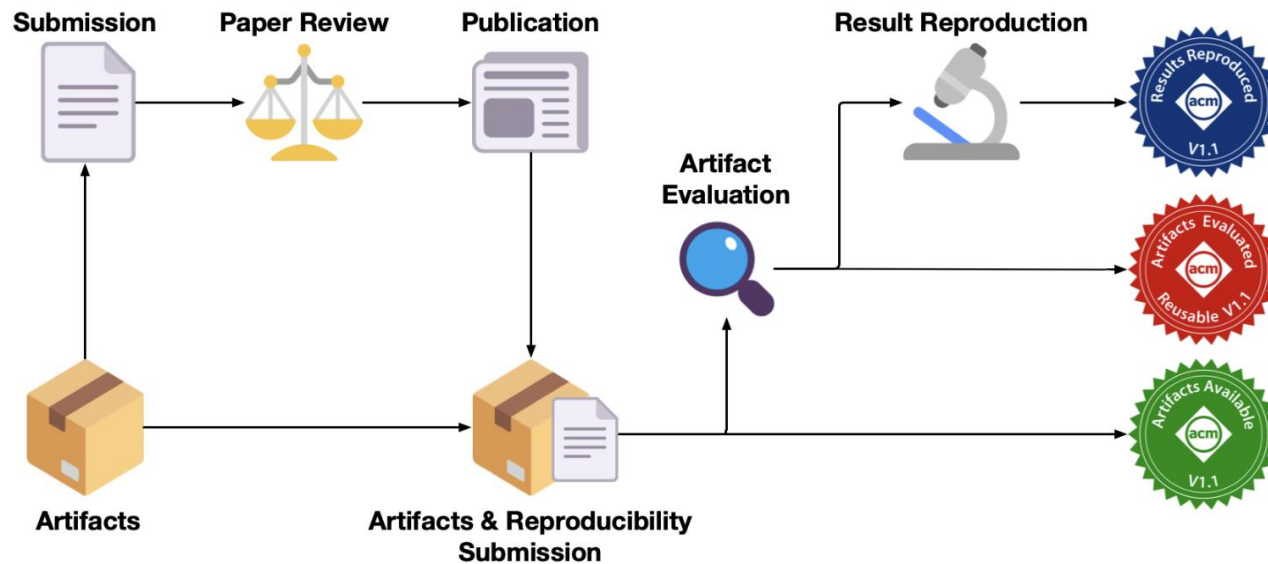 Submission
Paper Review
Publication
Result Reproduction
Results Reproduced
acm
V1.1
Artifact
Evaluation
Artifacts Evaluated
acm
Reusable V1.1
Artifacts Available
acm
V1.1
Artifacts
Artifacts & Reproducibility
Submission